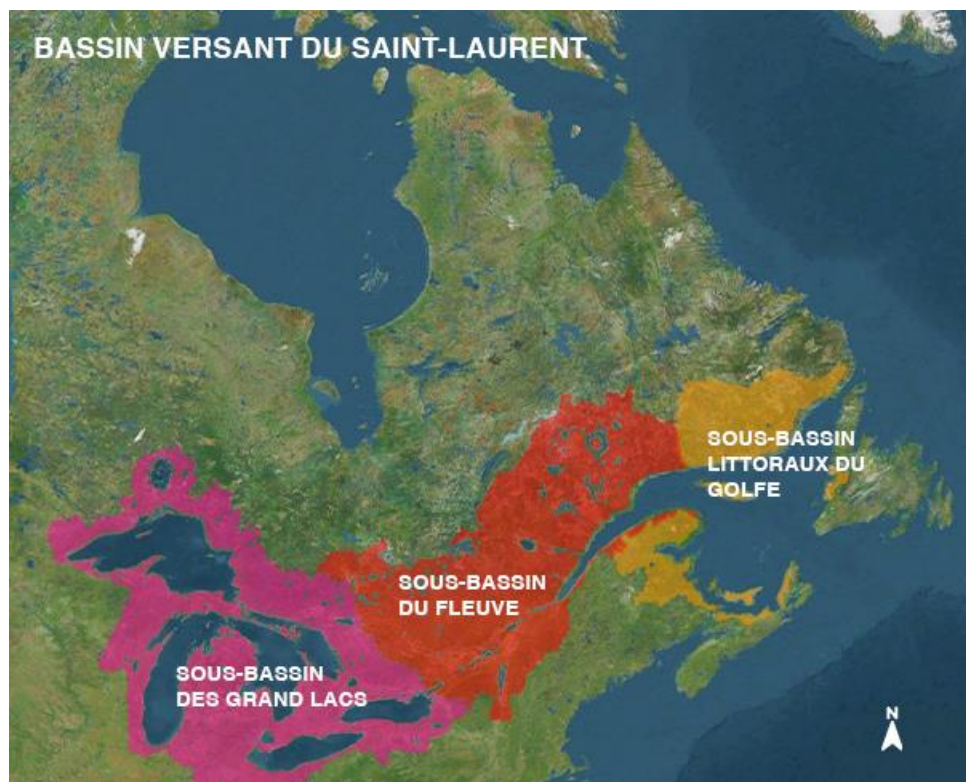 BASSIN VERSANT DU SAINT-LAURENT
SOUS-BASSIN
LITTORAUX DU
GOLFE
SOUS-BASSIN
DU FLEUVE
SOUS-BASSIN
DES GRAND LACS
N